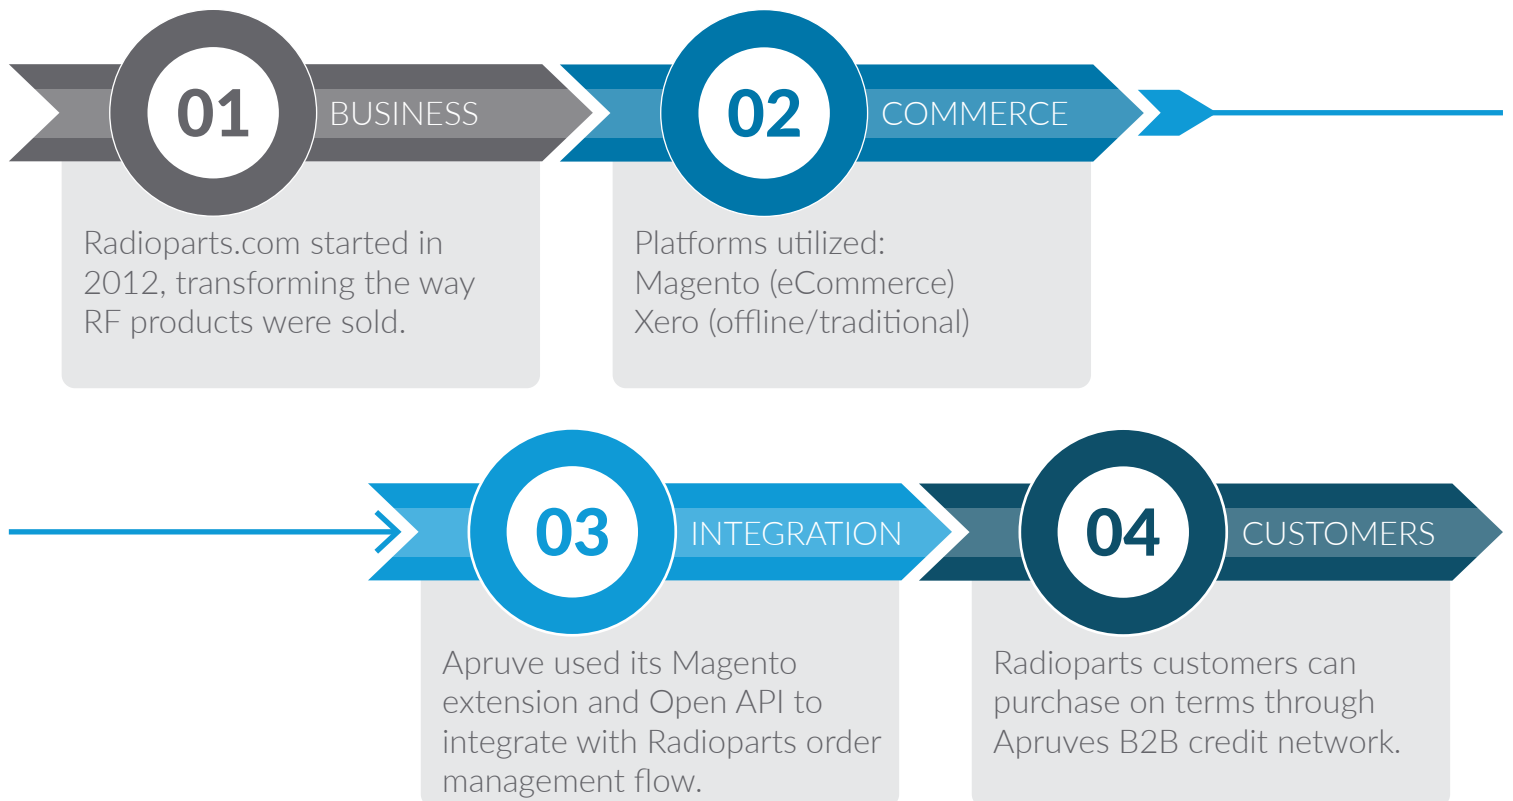 01
BUSINESS
Radioparts.com started in
2012, transforming the way
RF products were sold.
02
COMMERCE
Platforms utilized:
Magento (eCommerce)
Xero (offline/traditional)
03
INTEGRATION
Apruve used its Magento
extension and Open API to
integrate with Radioparts order
management flow.
04
CUSTOMERS
Radioparts customers can
purchase on terms through
Apruves B2B credit network.